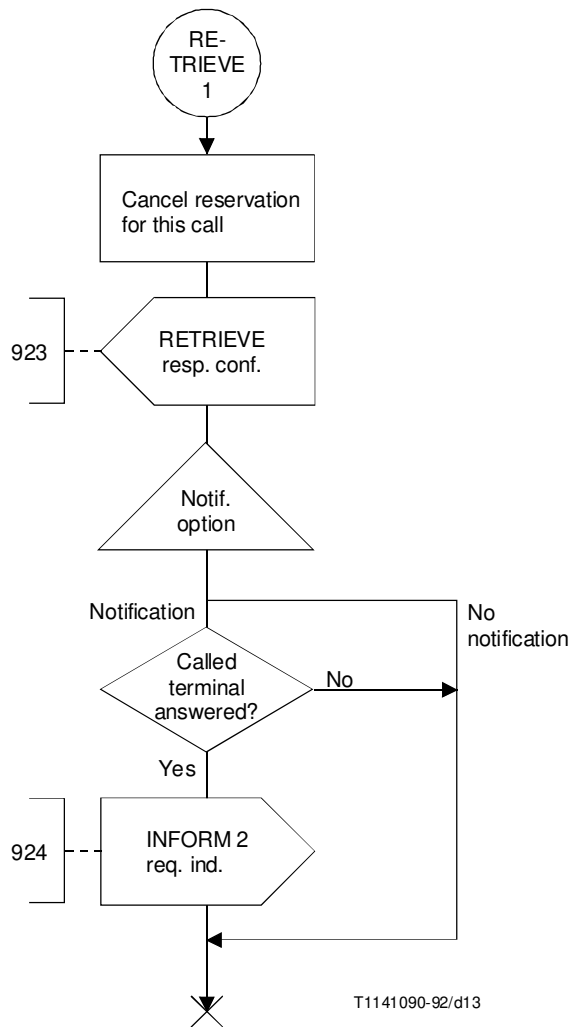 RE-
TRIEVE
1
Cancel reservation
for this call
923
RETRIEVE
resp. conf.
Notif.
option
Notification
No
notification
Called
terminal
answered?
No
Yes
924
INFORM 2
req. ind.
T1141090-92/d13